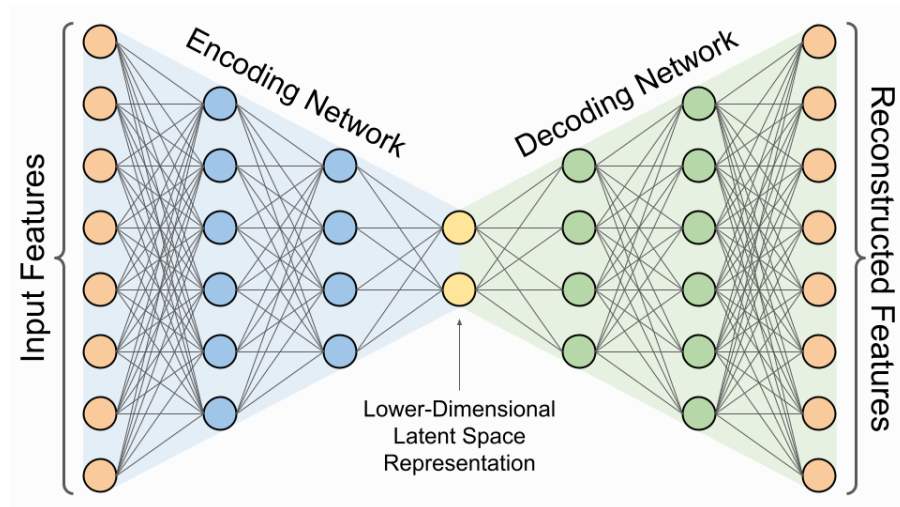 Input Features
Encoding Network
Decoding Network
Lower-Dimensional
Latent Space
Representation
Reconstructed Features